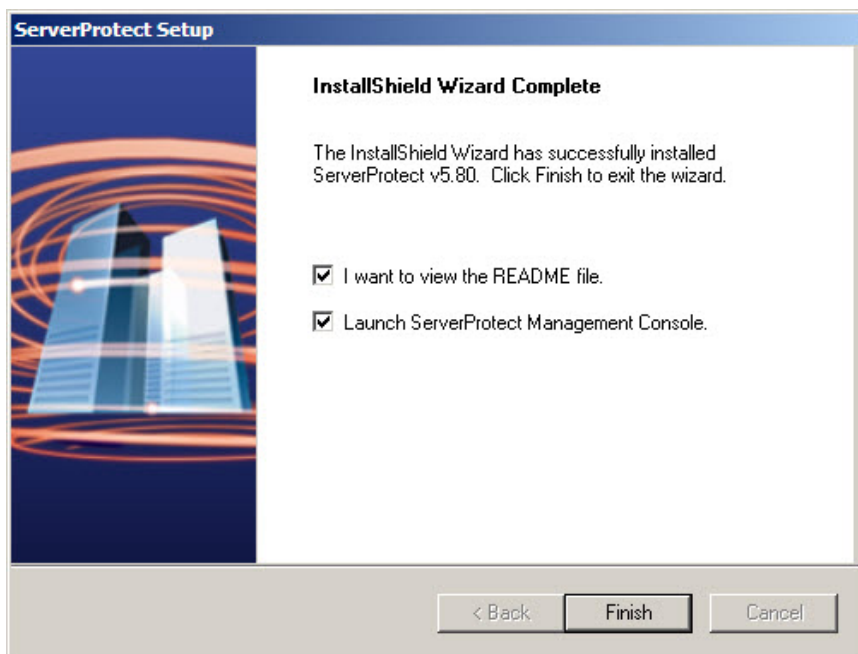 ServerProtect Setup
InstallShield Wizard Complete
The InstallShield Wizard has successfully installed
ServerProtect v5.80. Click Finish to exit the wizard.
I want to view the README file.
Launch ServerProtect Management Console.
< Back
Finish
Cancel